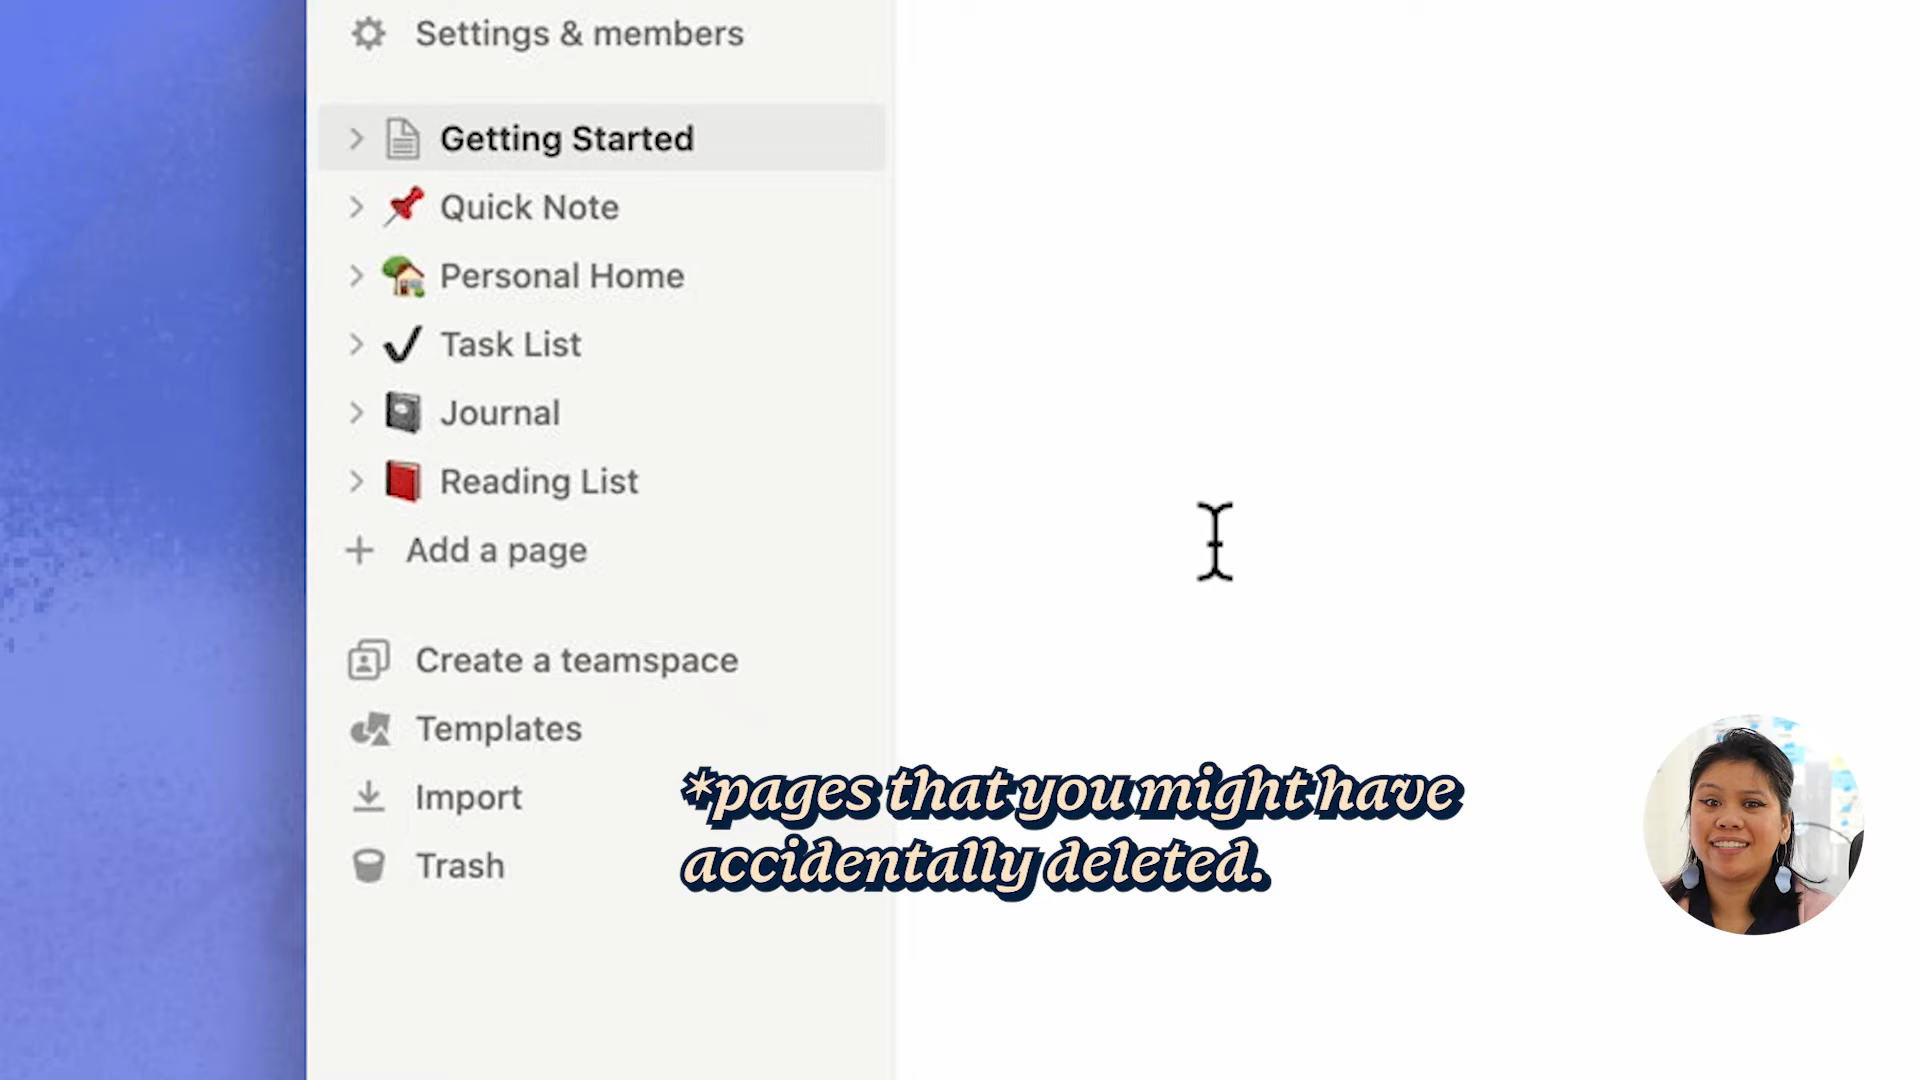 Settings & members
Getting Started
Quick Note
Personal Home
Task List
Journal
Reading List
Add a page
Create a teamspace
Templates
Import
Trash
*pages that you might have
accidentally deleted.